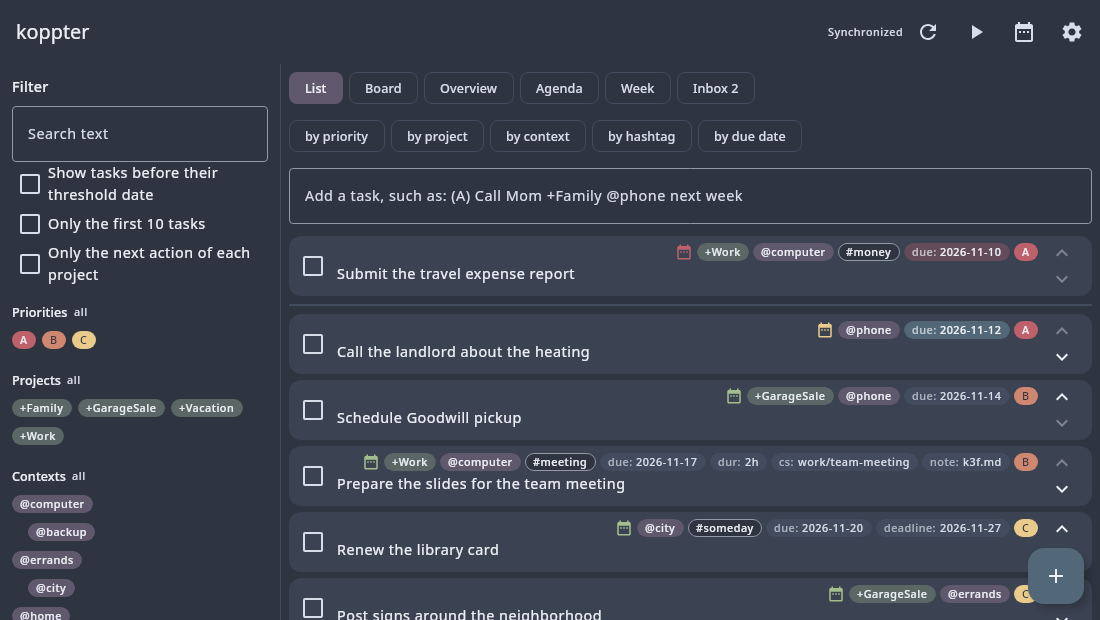 koppter
Synchronized
Filter
Search text
Show tasks before their
threshold date
Only the first 10 tasks
Only the next action of each
project
Priorities all
A B C
Projects all
+Family +GarageSale +Vacation
+Work
Contexts all
@computer
@backup
@errands
@city
@home
List Board Overview Agenda Week Inbox 2
by priority by project by context by hashtag by due date
Add a task, such as: (A) Call Mom +Family @phone next week
+Work @computer #money due: 2026-11-10 A
Submit the travel expense report
@phone due: 2026-11-12 A
Call the landlord about the heating
+GarageSale @phone due: 2026-11-14 B
Schedule Goodwill pickup
+Work @computer #meeting due: 2026-11-17 dur: 2h cs: work/team-meeting note: k3f.md B
Prepare the slides for the team meeting
@city #someday due: 2026-11-20 deadline: 2026-11-27 C
Renew the library card
+GarageSale @errands C
Post signs around the neighborhood